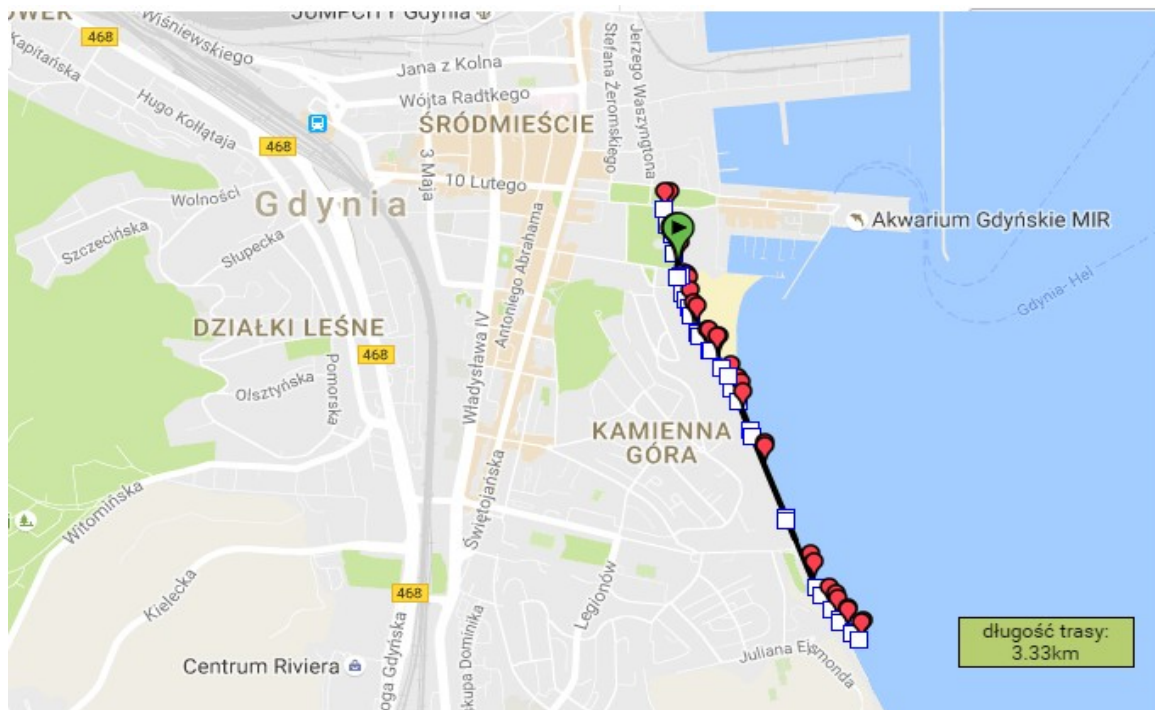 JUMPCITY Gdynia
468
Wiśniewskiego
Kapitańska
Jana z Kolna
Stefana Żeromskiego
Jerzego Waszyngtona
Hugo Kołłątaja
Wójta Radtkego
ŚRÓDMIEŚCIE
468
3 Maja
10 Lutego
Wolności
Gdynia
Akwarium Gdyńskie MIR
Szczecińska
Słupecka
Antoniego Abrahama
Gdynia-Hel
DZIAŁKI LEŚNE
Władysława IV
468
Pomorska
Olsztyńska
KAMIENNA
GÓRA
Świętojańska
Witomińska
Kielecka
468
Legionów
długość trasy:
3.33km
Centrum Riviera
Juliana Ejsmonda